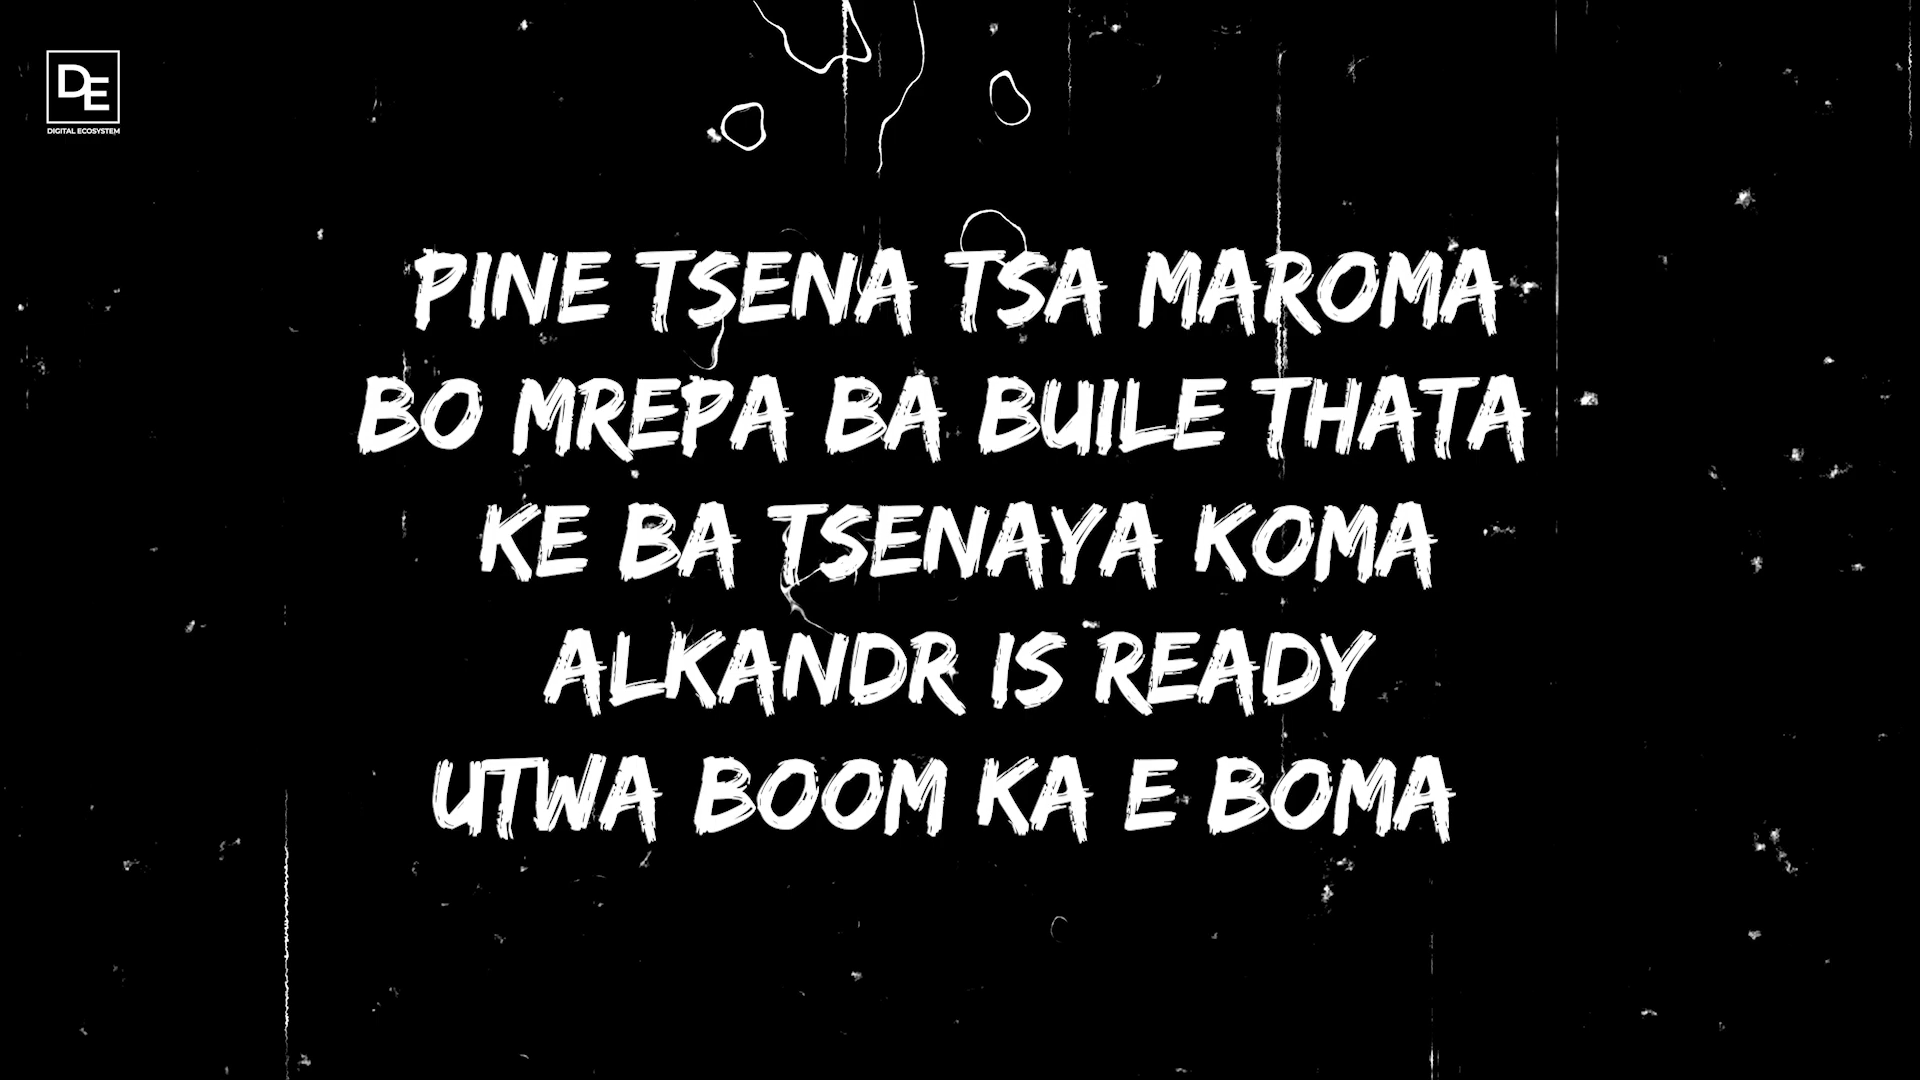 DE
DIGITAL ECOSYSTEM
PINE TSENA TSA MAROMA
BO MREPA BA BUILE THATA
KE BA TSENAYA KOMA
ALKANDR IS READY
UTWA BOOM KA E BOMA